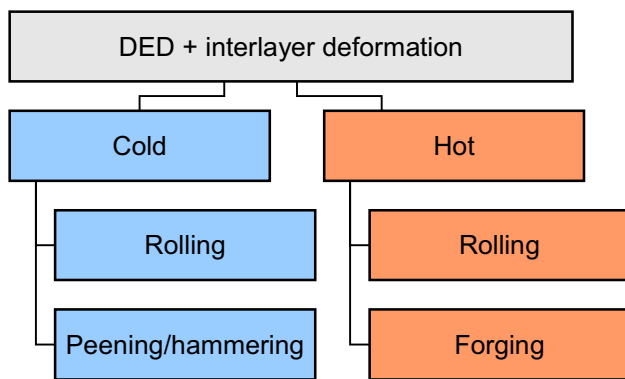 DED + interlayer deformation
Cold
Hot
Rolling
Rolling
Peening/hammering
Forging